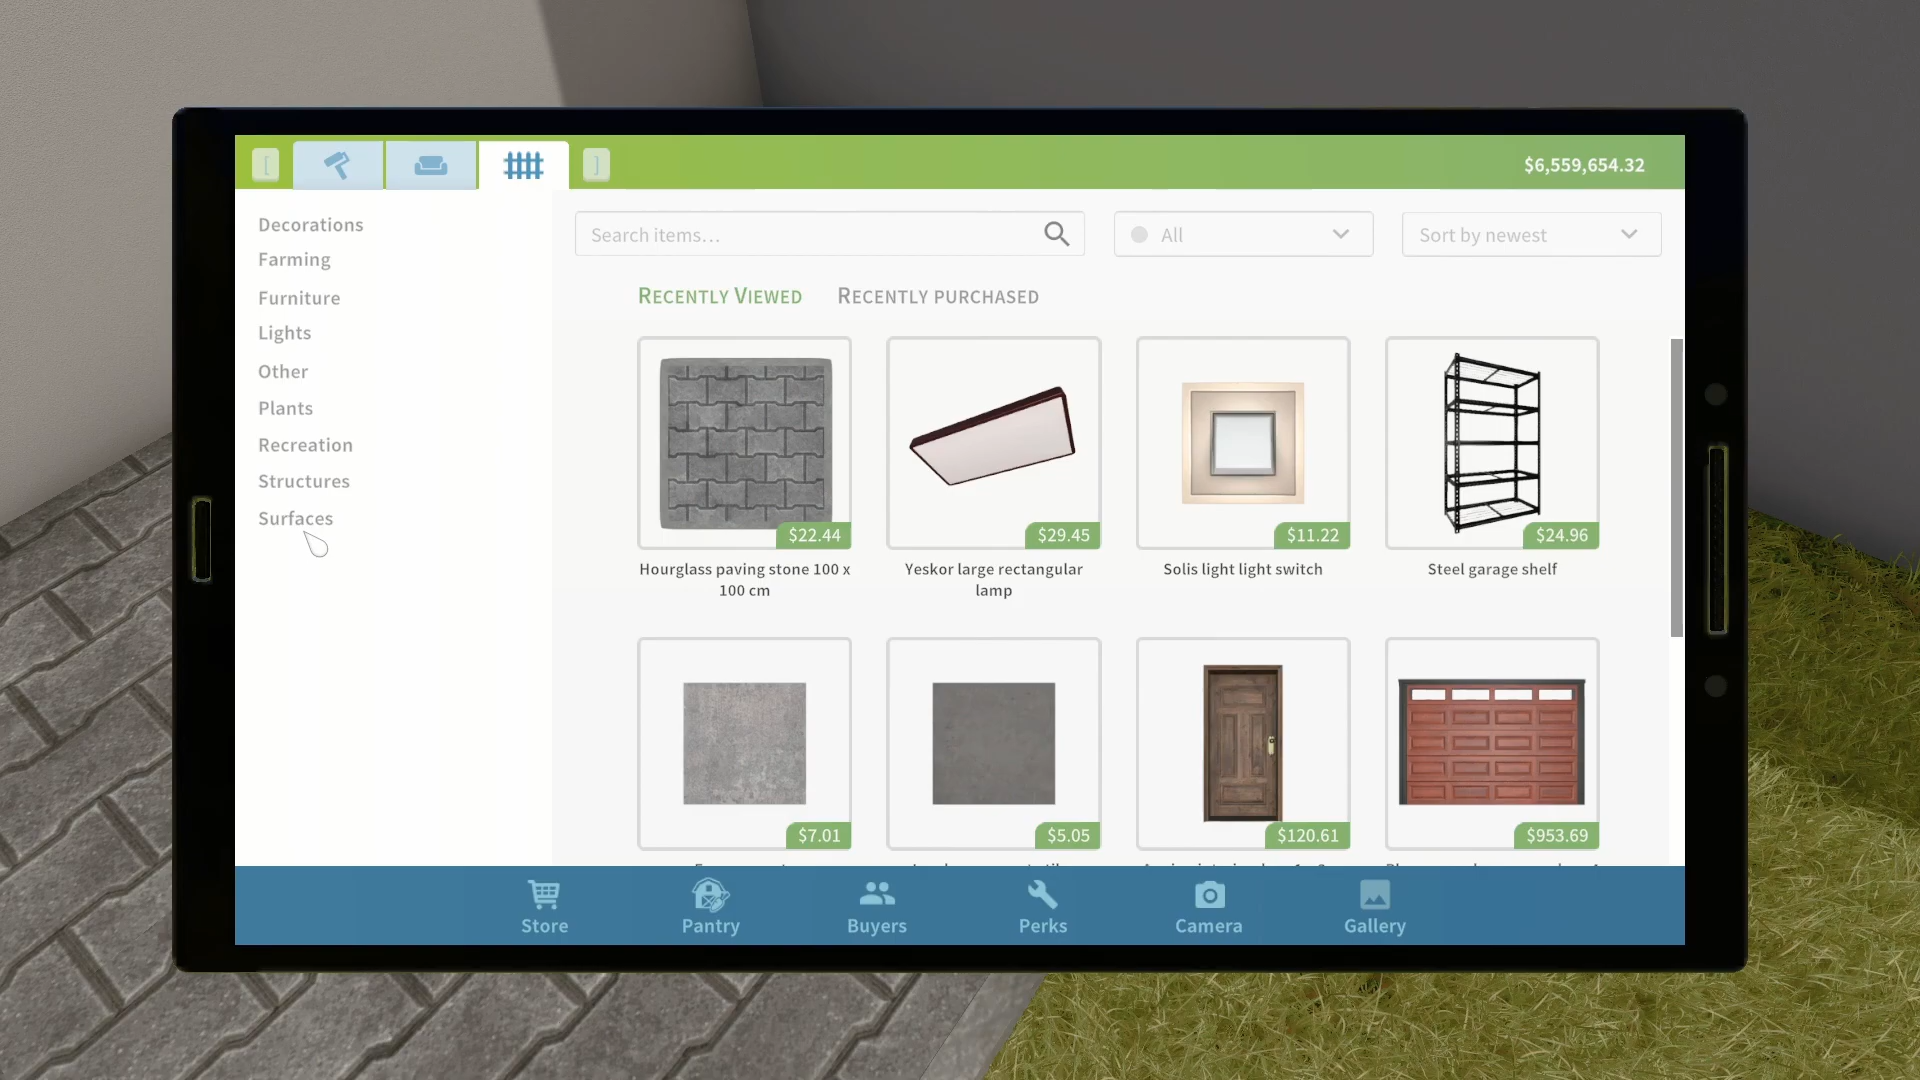 [
]
$6,559,654.32
Decorations
Farming
Furniture
Lights
Other
Plants
Recreation
Structures
Surfaces
Search items...
All
Sort by newest
RECENTLY VIEWED
RECENTLY PURCHASED
$22.44
$29.45
$11.22
$24.96
Hourglass paving stone 100 x
100 cm
Yeskor large rectangular
lamp
Solis light light switch
Steel garage shelf
$7.01
$5.05
$120.61
$953.69
Store
Pantry
Buyers
Perks
Camera
Gallery